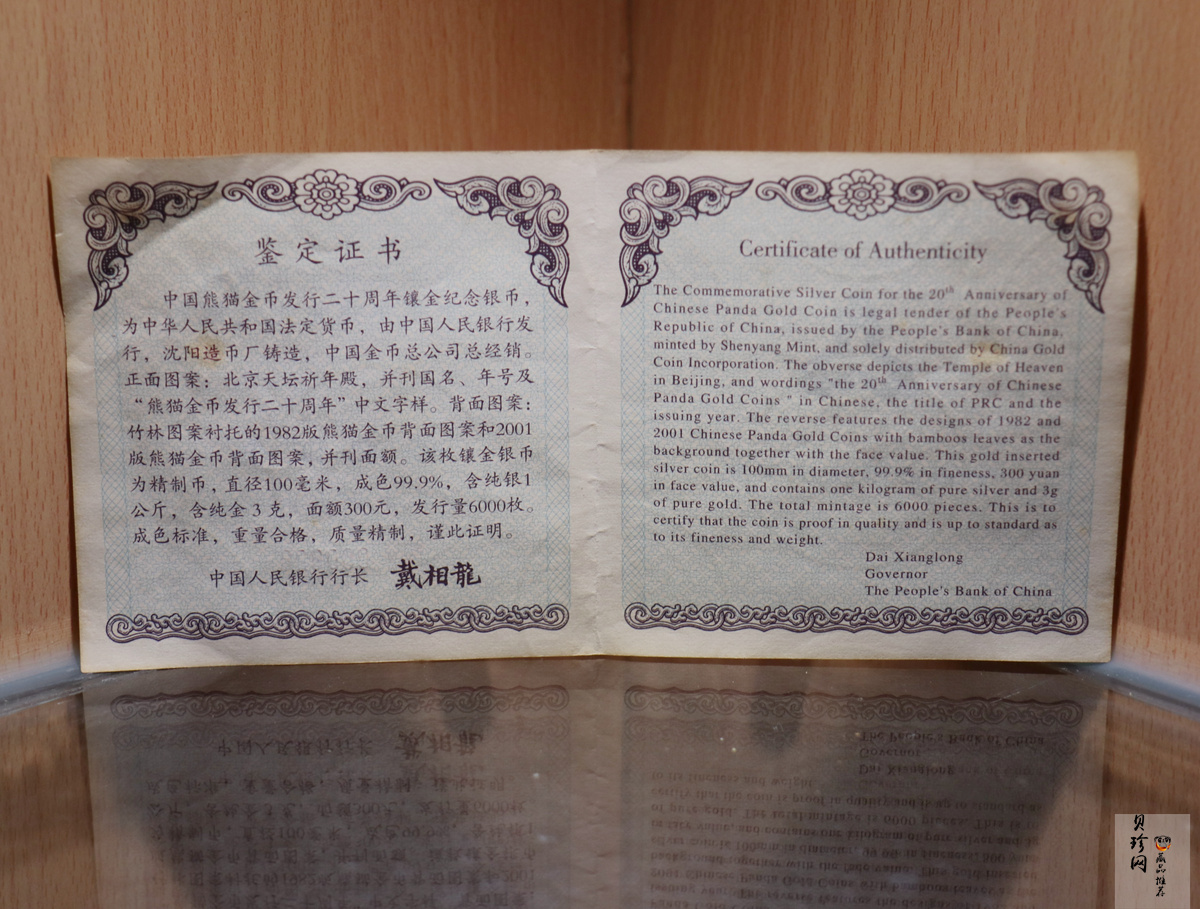 鉴定证书
中国熊猫金币发行二十周年镶金纪念银币，
为中华人民共和国法定货币，由中国人民银行发
行，沈阳造币厂铸造，中国金币总公司总经销。
正面图案：北京天坛祈年殿，并刊国名、年号及
“熊猫金币发行二十周年”中文字样。背面图案：
竹林图案衬托的1982版熊猫金币背面图案和2001
版熊猫金币背面图案，并刊面额。该枚镶金银币
为精制币，直径100毫米，成色99.9%，含纯银1
公斤，含纯金3克，面额300元，发行量6000枚。
成色标准，重量合格，质量精制，谨此证明。
中国人民银行行长 戴相龍
Certificate of Authenticity
The Commemorative Silver Coin for the 20th Anniversary of
Chinese Panda Gold Coin is legal tender of the People's
Republic of China, issued by the People's Bank of China,
minted by Shenyang Mint, and solely distributed by China Gold
Coin Incorporation. The obverse depicts the Temple of Heaven
in Beijing, and wordings "the 20th Anniversary of Chinese
Panda Gold Coins " in Chinese, the title of PRC and the
issuing year. The reverse features the designs of 1982 and
2001 Chinese Panda Gold Coins with bamboos leaves as the
background together with the face value. This gold inserted
silver coin is 100mm in diameter, 99.9% in fineness, 300 yuan
in face value, and contains one kilogram of pure silver and 3g
of pure gold. The total mintage is 6000 pieces. This is to
certify that the coin is proof in quality and is up to standard as
to its fineness and weight.
Dai Xianglong
Governor
The People's Bank of China
贝珍网
藏品推荐